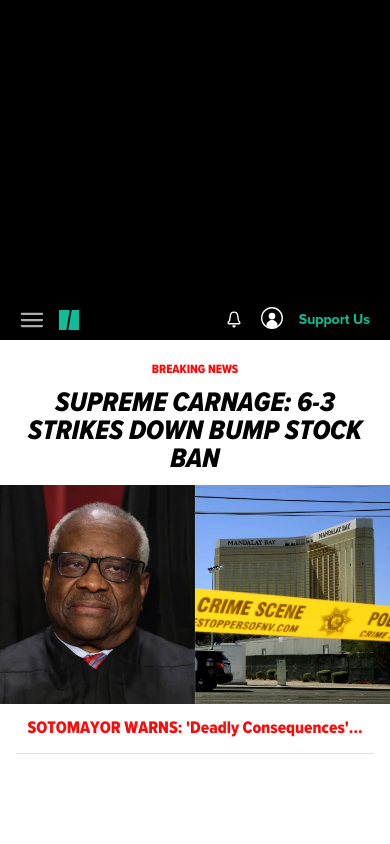 Support Us
BREAKING NEWS
SUPREME CARNAGE: 6-3
STRIKES DOWN BUMP STOCK
BAN
MANDALAY BAY
MANDALAY BAY
CRIME SCENE
ESTOPPERSOFNV.COM
POL
CRIME S
SOTOMAYOR WARNS: 'Deadly Consequences'...